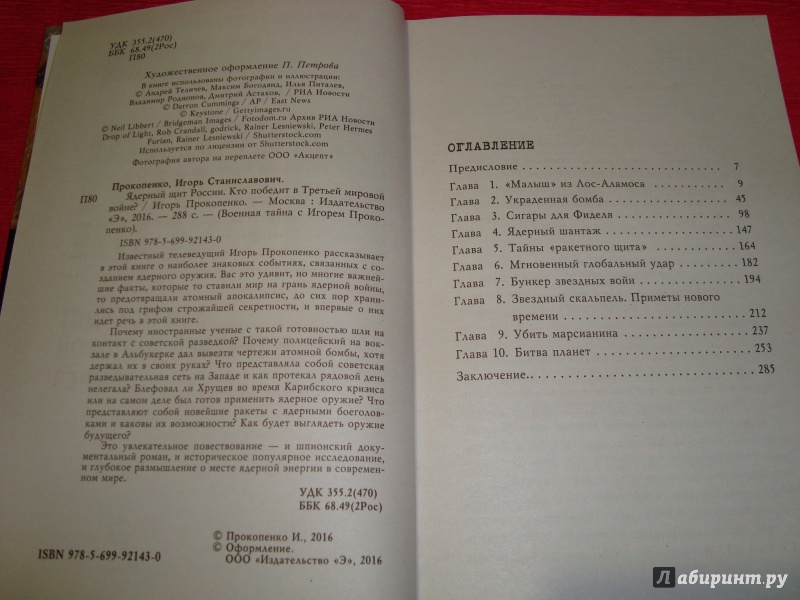 УДК 355.2(470)
ББК 68.49(2Рос)
П80
Художественное оформление П. Петрова
В книге использованы фотографии и иллюстрации:
© Андрей Теличев, Максим Богодвид, Илья Питалев,
Владимир Родионов, Дмитрий Астахов, / РИА Новости
© Darron Cummings / AP / East News
© Keystone / Gettyimages.ru
© Neil Libbert / Bridgeman Images / Fotodom.ru Архив РИА Новости
Drop of Light, Rob Crandall, godrick, Rainer Lesniewski, Peter Hermes
Furian, Rainer Lesniewski / Shutterstock.com
Используется по лицензии от Shutterstock.com
Фотография автора на переплете ООО «Акцепт»
Прокопенко, Игорь Станиславович.
П80 Ядерный щит России. Кто победит в Третьей мировой
войне? / Игорь Прокопенко. — Москва : Издательство
«Э», 2016. — 288 с. — (Военная тайна с Игорем Проко-
пенко).
ISBN 978-5-699-92143-0
Известный телеведущий Игорь Прокопенко рассказывает
в этой книге о наиболее знаковых событиях, связанных с со-
зданием ядерного оружия. Вас это удивит, но многие важней-
шие факты, которые то ставили мир на грань ядерной войны,
то предотвращали атомный апокалипсис, до сих пор храни-
лись под грифом строжайшей секретности, и впервые о них
идет речь в этой книге.
Почему иностранные ученые с такой готовностью шли на
контакт с советской разведкой? Почему полицейский на вок-
зале в Альбукерке дал вывезти чертежи атомной бомбы, хотя
держал их в своих руках? Что представляла собой советская
разведывательная сеть на Западе и как протекал рядовой день
нелегала? Блефовал ли Хрущев во время Карибского кризиса
или на самом деле был готов применить ядерное оружие? Что
представляют собой новейшие ракеты с ядерными боеголов-
ками и каковы их возможности? Как будет выглядеть оружие
будущего?
Это увлекательное повествование — и шпионский доку-
ментальный роман, и историческое популярное исследование,
и глубокое размышление о месте ядерной энергии в современ-
ном мире.
УДК 355.2(470)
ББК 68.49(2Рос)
© Прокопенко И., 2016
© Оформление.
ISBN 978-5-699-92143-0 ООО «Издательство «Э», 2016
ОГЛАВЛЕНИЕ
Предисловие 7
Глава 1. «Малыш» из Лос-Аламоса 9
Глава 2. Украденная бомба 45
Глава 3. Сигары для Фиделя 98
Глава 4. Ядерный шантаж 147
Глава 5. Тайны «ракетного щита» 164
Глава 6. Мгновенный глобальный удар 182
Глава 7. Бункер звездных войн 194
Глава 8. Звездный скальпель. Приметы нового
времени 212
Глава 9. Убить марсианина 237
Глава 10. Битва планет 253
Заключение 285
лабиринт.ру